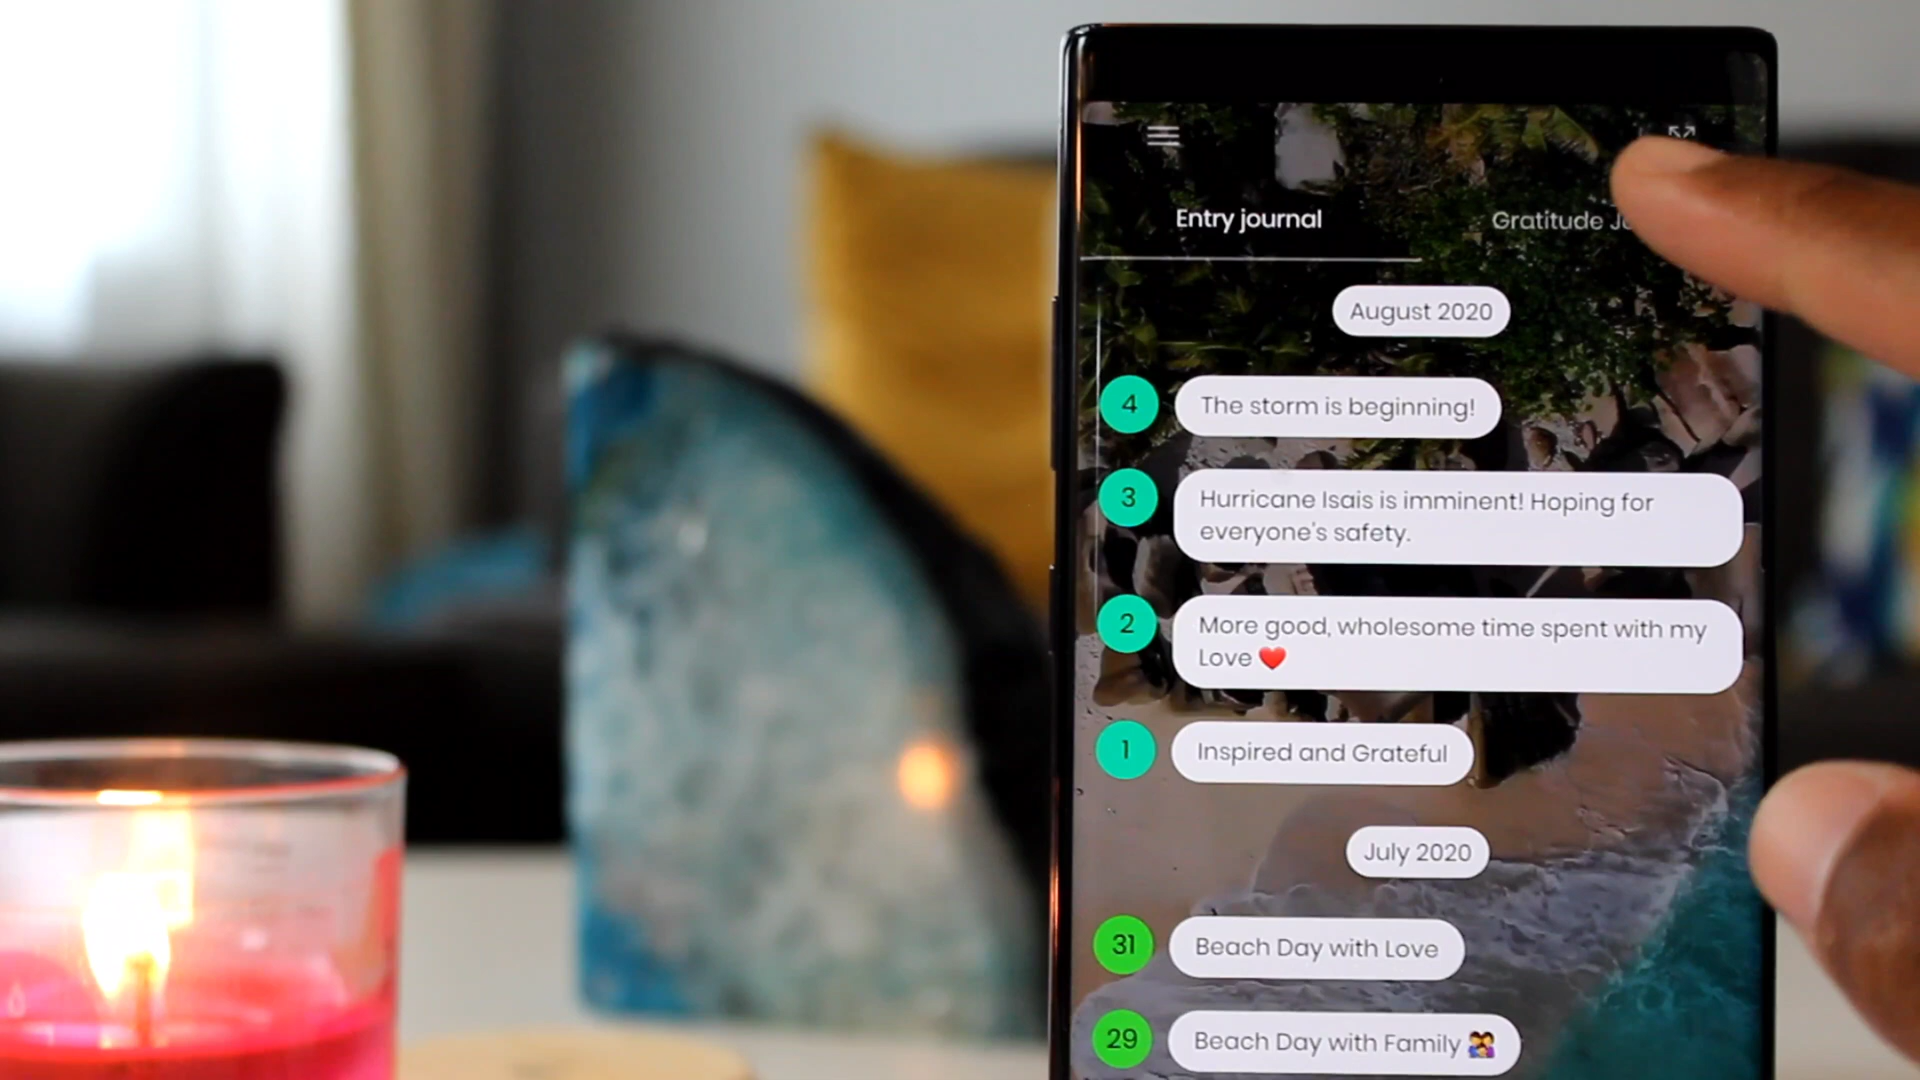 Entry journal
Gratitude
August 2020
4
The storm is beginning!
3
Hurricane Isais is imminent! Hoping for
everyone's safety.
2
More good, wholesome time spent with my
Love ❤️
1
Inspired and Grateful
July 2020
31
Beach Day with Love
29
Beach Day with Family 👩‍❤️‍👨